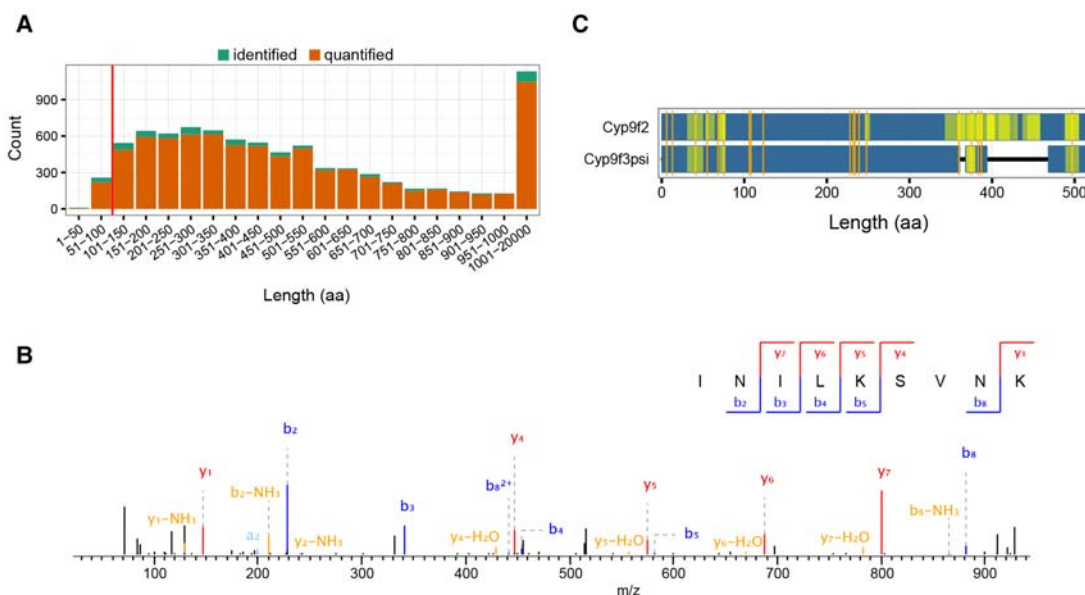 A
identified quantified
Count
900
600
300
0
1–50
51–100
101–150
151–200
201–250
251–300
301–350
351–400
401–450
451–500
501–550
551–600
601–650
651–700
701–750
751–800
801–850
851–900
901–950
951–1000
1001–20000
Length (aa)
C
Cyp9f2
Cyp9f3psi
0 100 200 300 400 500
Length (aa)
B
y₇ y₆ y₅ y₄ y₃
I N I L K S V N K
b₂ b₃ b₄ b₅ b₈
y₁–NH₃
y₁
a₂
b₂–NH₃
b₂
y₂–NH₃
b₃
y₄–H₂O
b₈²⁺
y₄
b₄
y₅–H₂O
y₅
b₅
y₆–H₂O
y₆
y₇–H₂O
y₇
b₈–NH₃
b₈
100 200 300 400 500 600 700 800 900
m/z